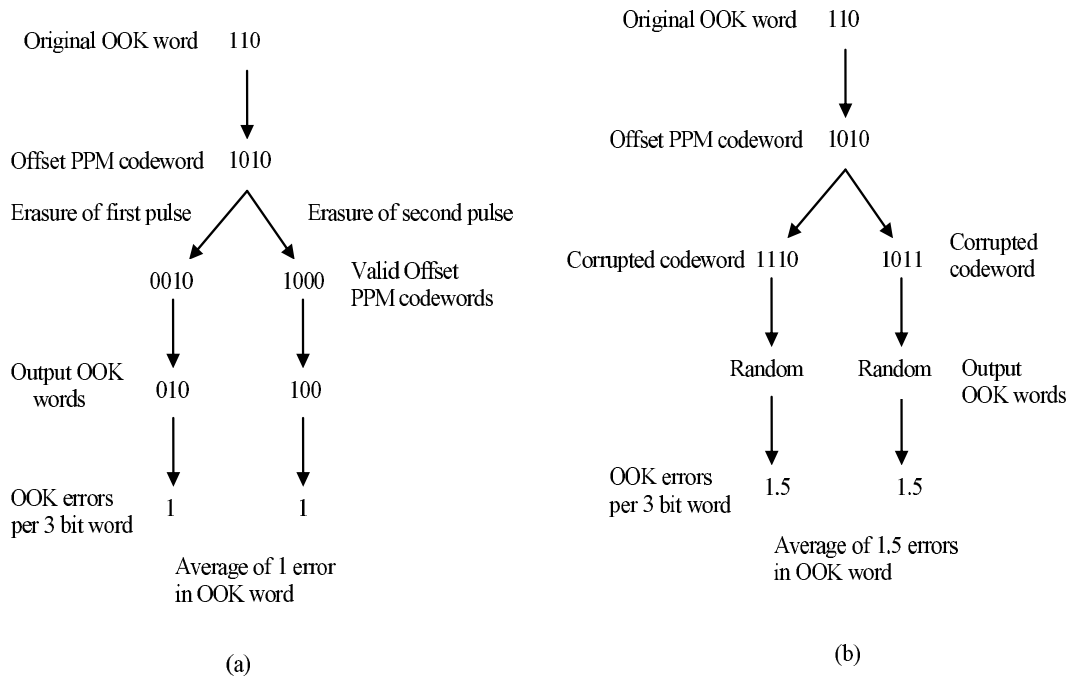 Original OOK word 110
Offset PPM codeword 1010
Erasure of first pulse
Erasure of second pulse
0010
1000
Valid Offset
PPM codewords
Output OOK
words
010
100
OOK errors
per 3 bit word
1
1
Average of 1 error
in OOK word
(a)
Original OOK word 110
Offset PPM codeword 1010
Corrupted codeword 1110
1011
Corrupted
codeword
Random
Random
Output
OOK words
OOK errors
per 3 bit word
1.5
1.5
Average of 1.5 errors
in OOK word
(b)